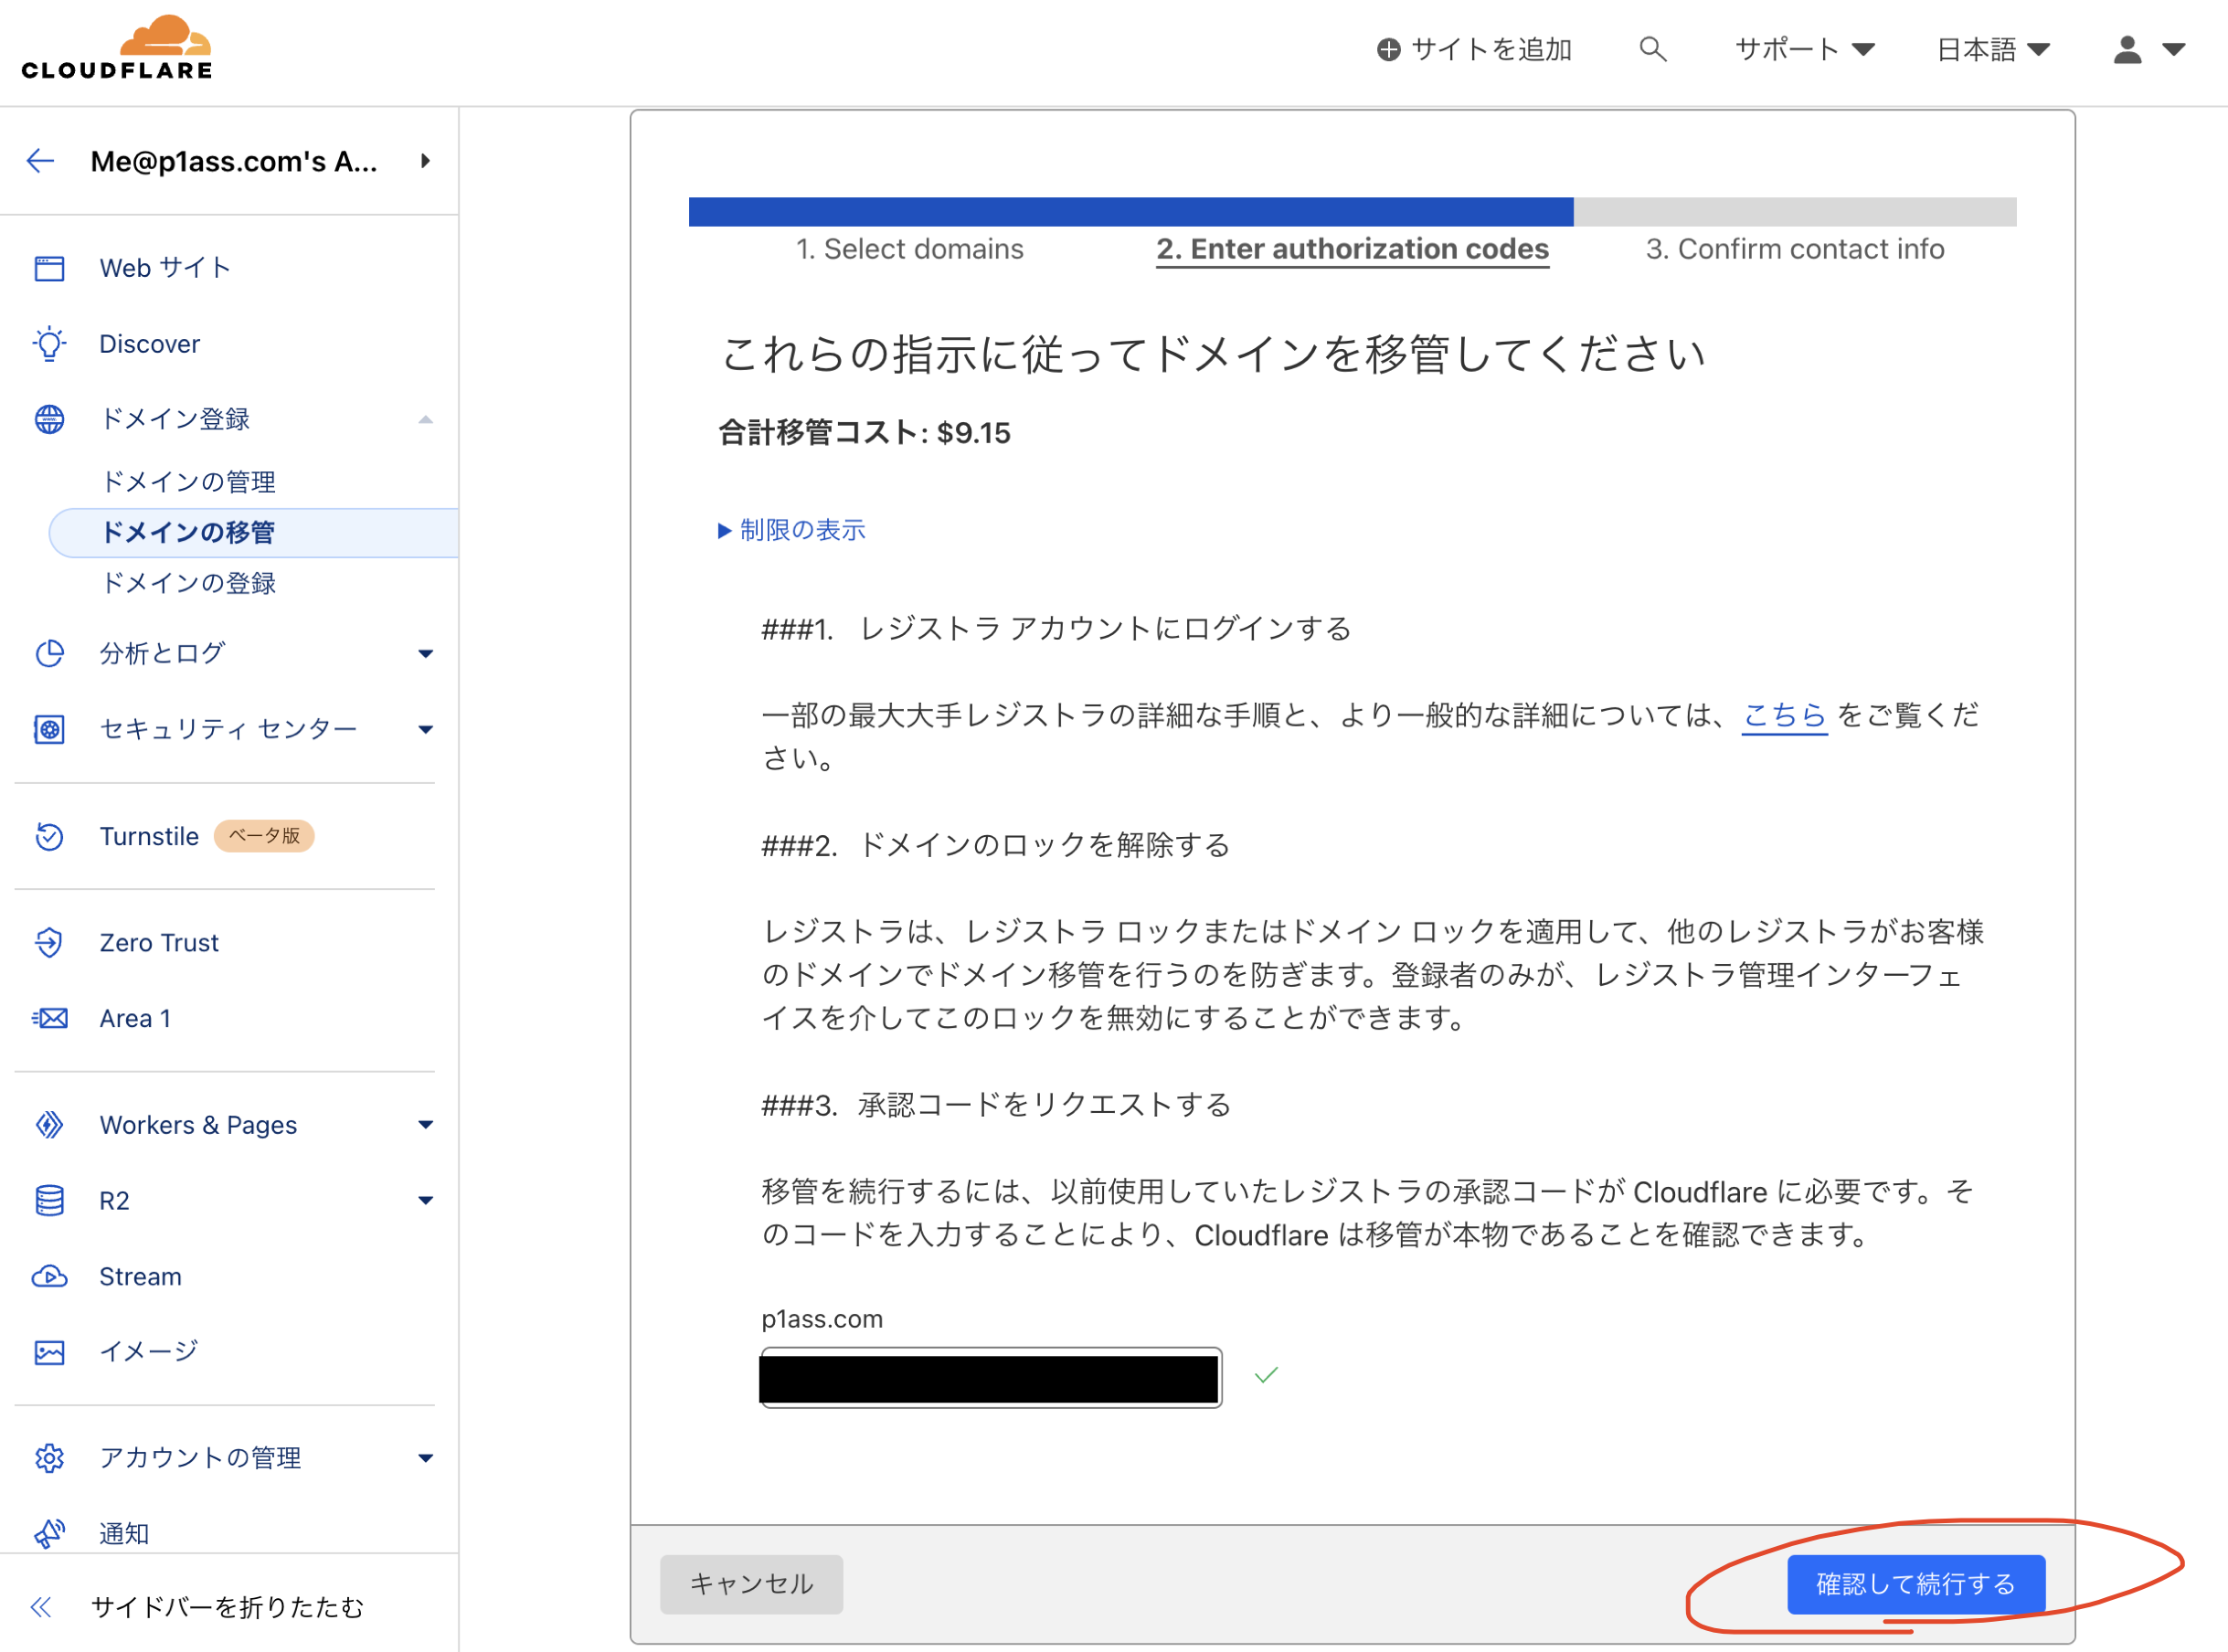 CLOUDFLARE
サイトを追加
サポート
日本語
Me@p1ass.com's A...
Web サイト
Discover
ドメイン登録
ドメインの管理
ドメインの移管
ドメインの登録
分析とログ
セキュリティ センター
Turnstile ベータ版
Zero Trust
Area 1
Workers & Pages
R2
Stream
イメージ
アカウントの管理
通知
サイドバーを折りたたむ
1. Select domains
2. Enter authorization codes
3. Confirm contact info
これらの指示に従ってドメインを移管してください
合計移管コスト: $9.15
制限の表示
###1. レジストラ アカウントにログインする
一部の最大大手レジストラの詳細な手順と、より一般的な詳細については、こちら をご覧くだ
さい。
###2. ドメインのロックを解除する
レジストラは、レジストラ ロックまたはドメイン ロックを適用して、他のレジストラがお客様
のドメインでドメイン移管を行うのを防ぎます。登録者のみが、レジストラ管理インターフェ
イスを介してこのロックを無効にすることができます。
###3. 承認コードをリクエストする
移管を続行するには、以前使用していたレジストラの承認コードが Cloudflare に必要です。そ
のコードを入力することにより、Cloudflare は移管が本物であることを確認できます。
p1ass.com
キャンセル
確認して続行する